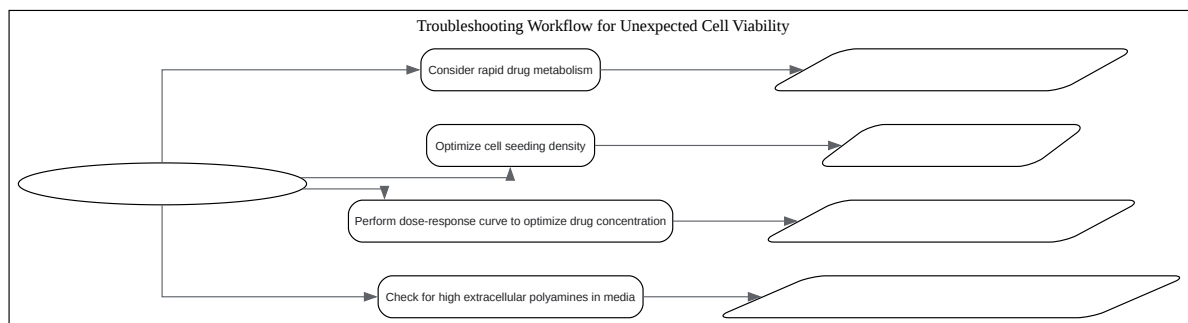 Troubleshooting Workflow for Unexpected Cell Viability
Consider rapid drug metabolism
Optimize cell seeding density
Perform dose-response curve to optimize drug concentration
Check for high extracellular polyamines in media